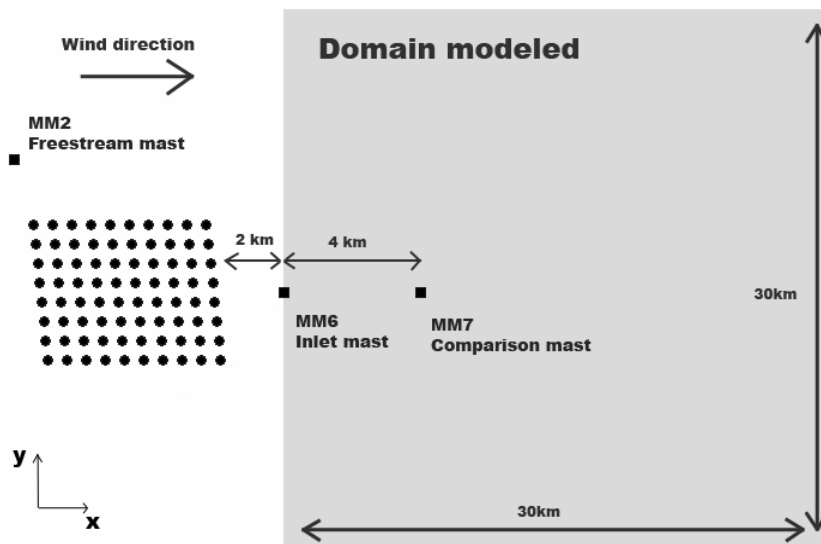 Wind direction
Domain modeled
MM2
Freestream mast
2 km
4 km
30km
MM6
Inlet mast
MM7
Comparison mast
y
x
30km